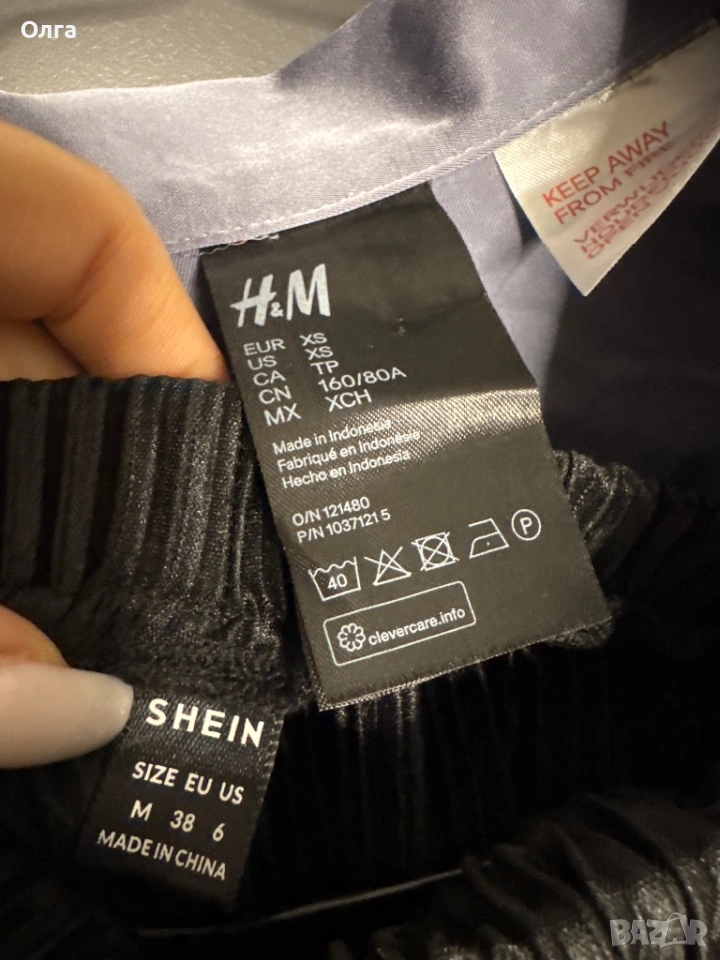 Олга
KEEP AWAY
FROM FIRE
H&M
EUR XS
US XS
CA TP
CN 160/80A
MX XCH
Made in Indonesia
Fabriqué en Indonésie
Hecho en Indonesia
O/N 121480
P/N 1037121 5
40
P
clevercare.info
SHEIN
SIZE EU US
M 38 6
MADE IN CHINA
BAZAR